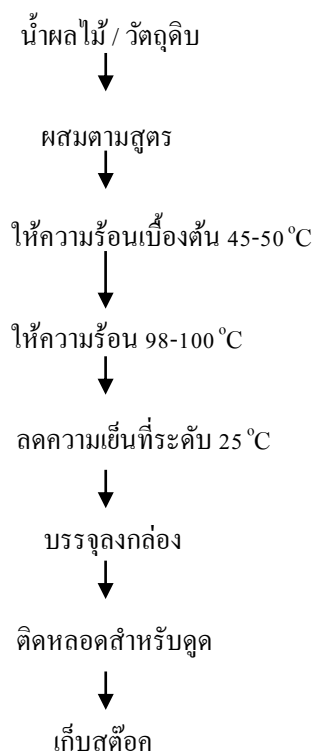 น้ำผลไม้ / วัตถุดิบ
ผสมตามสูตร
ให้ความร้อนเบื้องต้น 45-50 °C
ให้ความร้อน 98-100 °C
ลดความเย็นที่ระดับ 25 °C
บรรจุลงกล่อง
ติดหลอดสำหรับดูด
เก็บสต๊อค